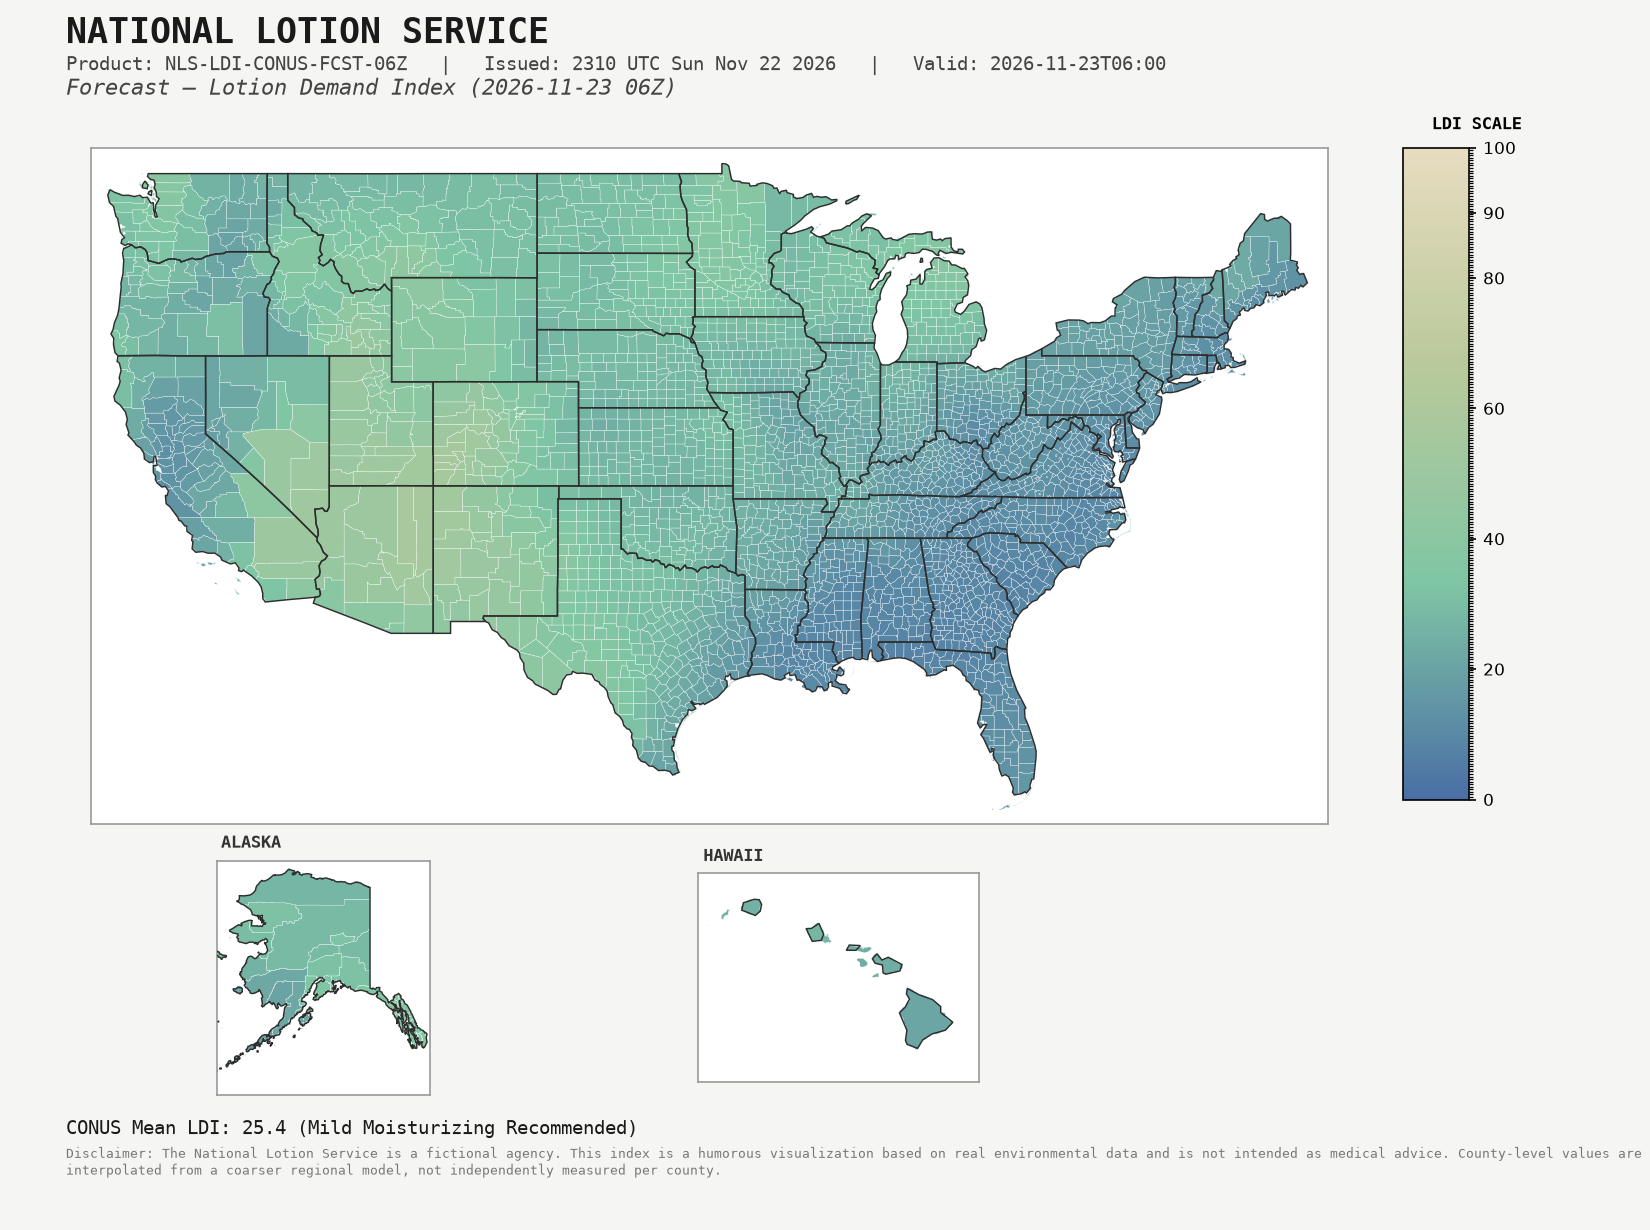 NATIONAL LOTION SERVICE
Product: NLS-LDI-CONUS-FCST-06Z | Issued: 2310 UTC Sun Nov 22 2026 | Valid: 2026-11-23T06:00
Forecast — Lotion Demand Index (2026-11-23 06Z)
LDI SCALE
100
90
80
60
40
20
0
ALASKA
HAWAII
CONUS Mean LDI: 25.4 (Mild Moisturizing Recommended)
Disclaimer: The National Lotion Service is a fictional agency. This index is a humorous visualization based on real environmental data and is not intended as medical advice. County-level values are
interpolated from a coarser regional model, not independently measured per county.